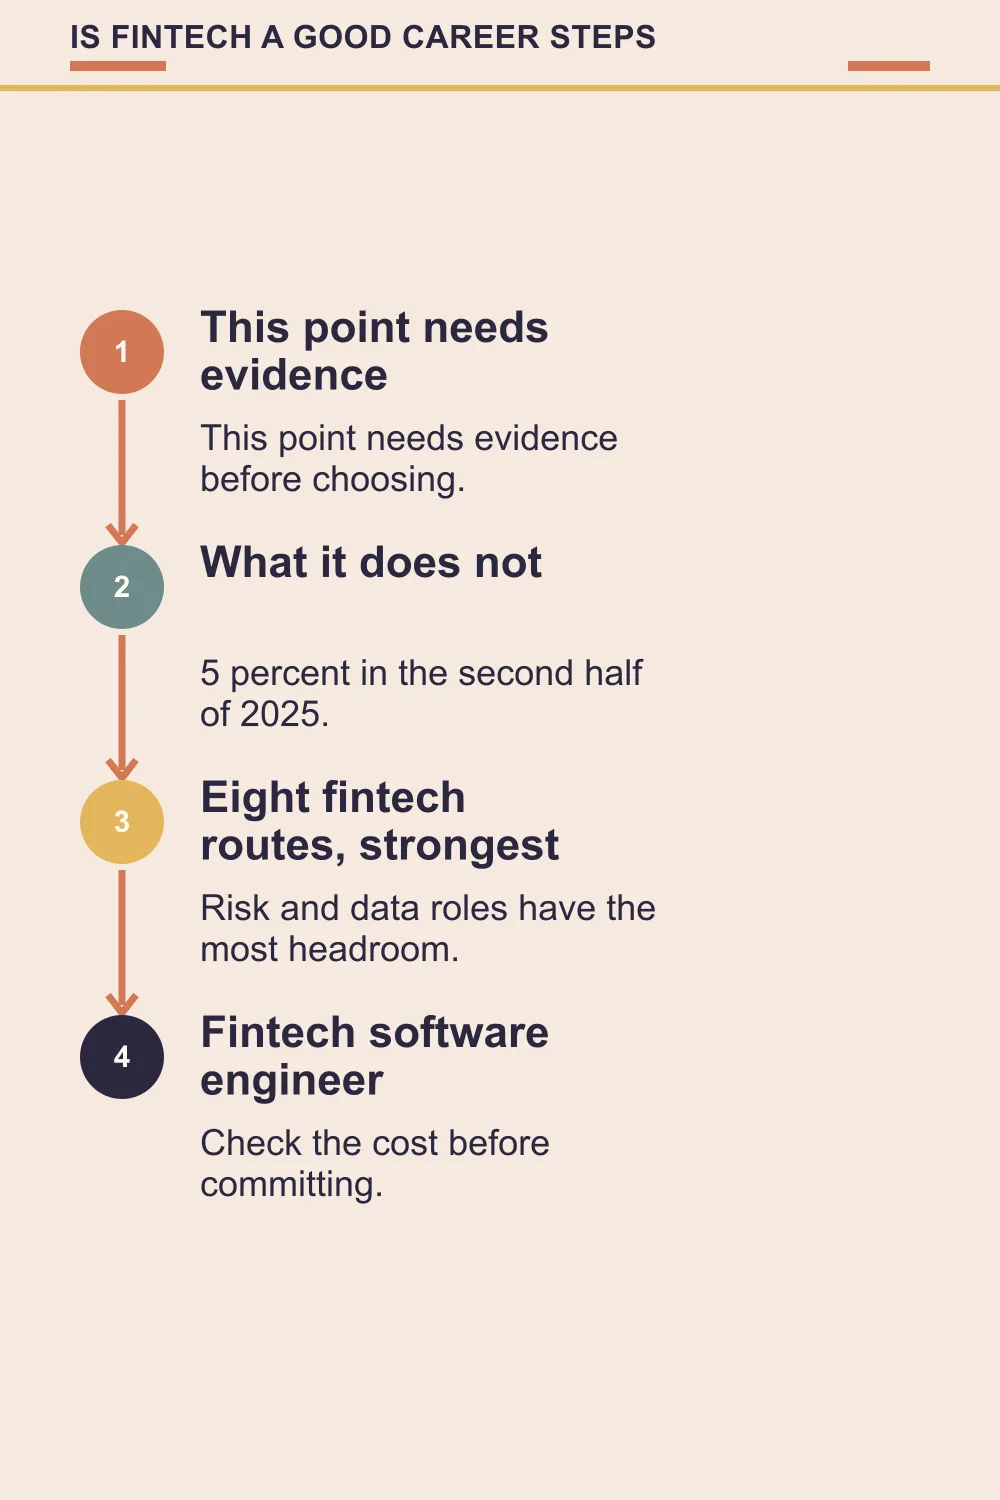 IS FINTECH A GOOD CAREER STEPS
1
This point needs
evidence
This point needs evidence
before choosing.
2
What it does not
5 percent in the second half
of 2025.
3
Eight fintech
routes, strongest
Risk and data roles have the
most headroom.
4
Fintech software
engineer
Check the cost before
committing.